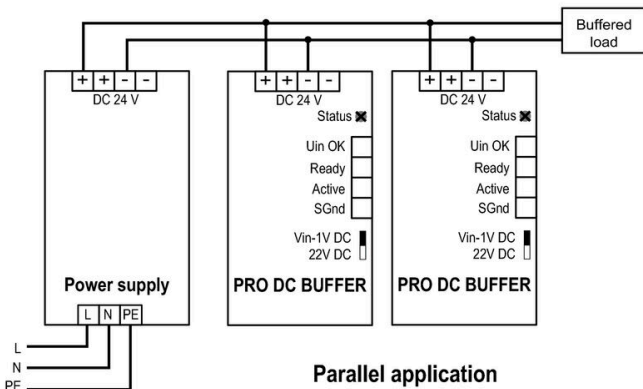 Buffered
load
+ + - -
DC 24 V
+ + - -
DC 24 V
+ + - -
DC 24 V
Status
Status
Uin OK
Ready
Active
SGnd
Uin OK
Ready
Active
SGnd
Vin-1V DC
22V DC
Vin-1V DC
22V DC
Power supply
PRO DC BUFFER
PRO DC BUFFER
L N PE
L
N
PE
Parallel application